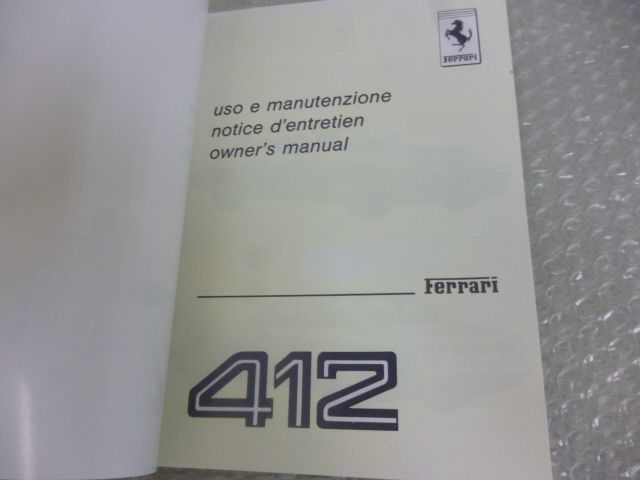 Ferrari
uso e manutenzione
notice d'entretien
owner's manual
Ferrari
412